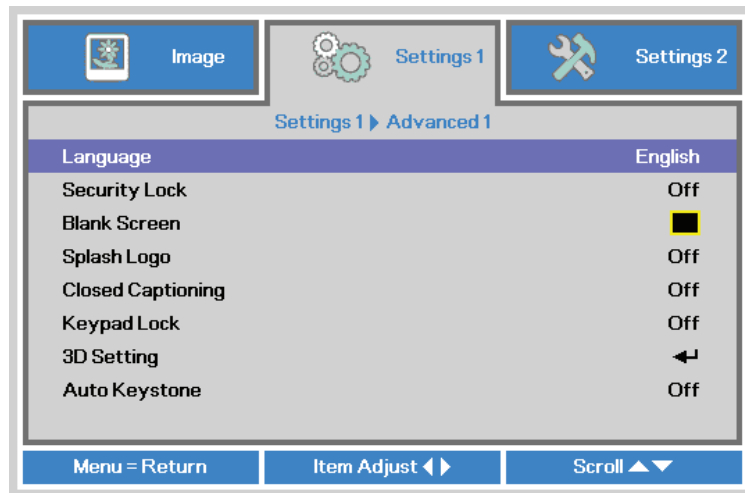 Image
Settings 1
Settings 2
Settings 1 ▶ Advanced 1
Language English
Security Lock Off
Blank Screen
Splash Logo Off
Closed Captioning Off
Keypad Lock Off
3D Setting ↵
Auto Keystone Off
Menu = Return
Item Adjust ◀ ▶
Scroll ▲▼